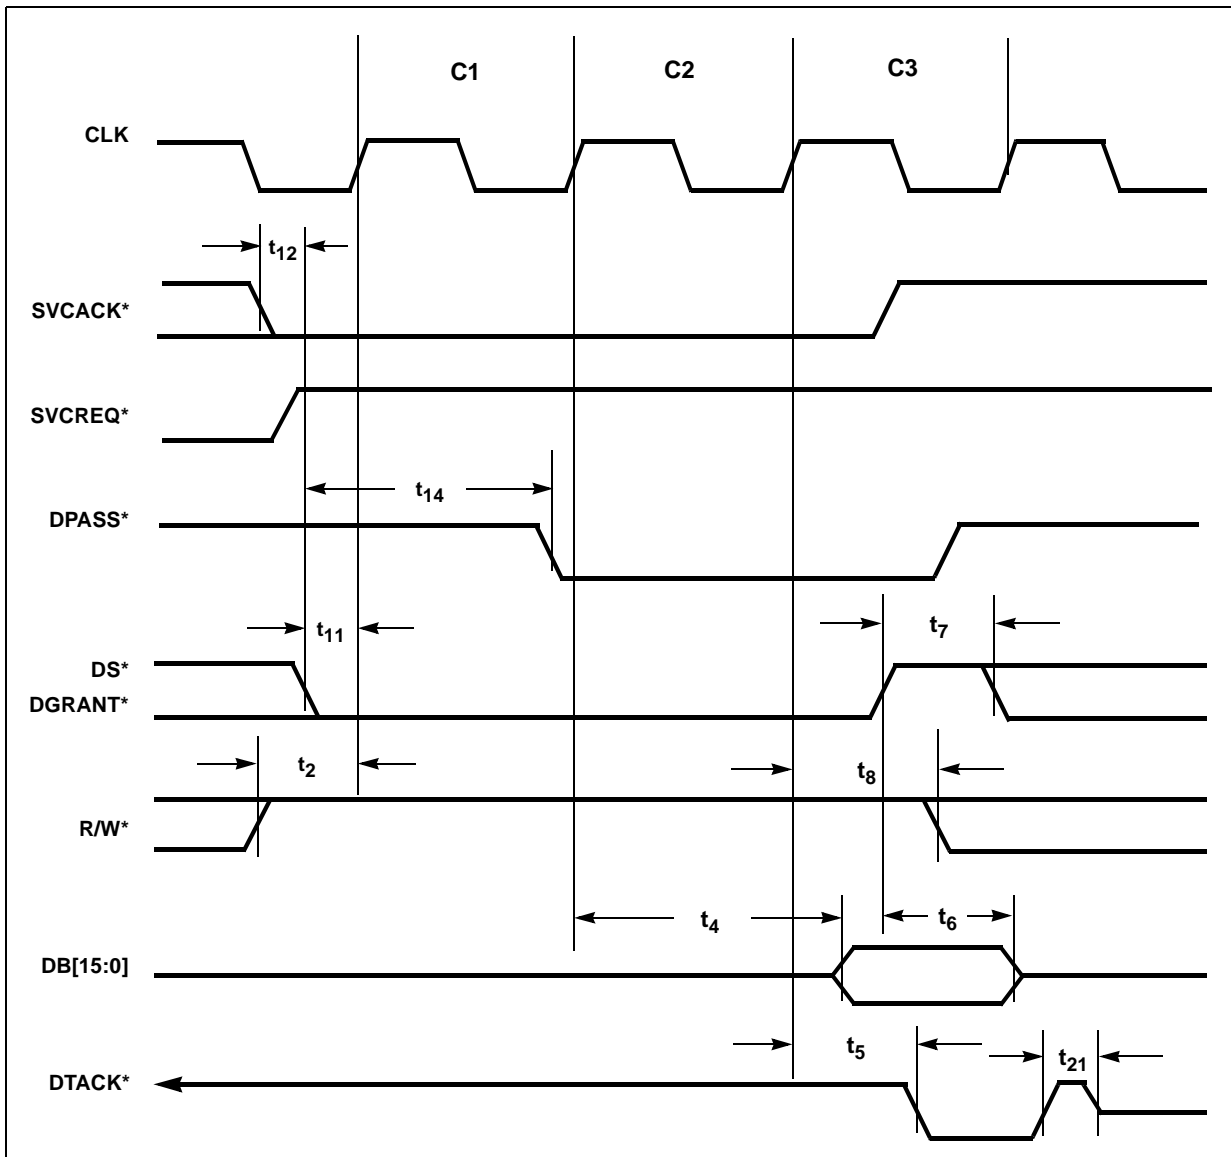 C1 C2 C3
CLK
t12
SVCACK*
SVCREQ*
t14
DPASS*
t11 t7
DS*
DGRANT*
t2 t8
R/W*
t4 t6
DB[15:0]
t5 t21
DTACK*